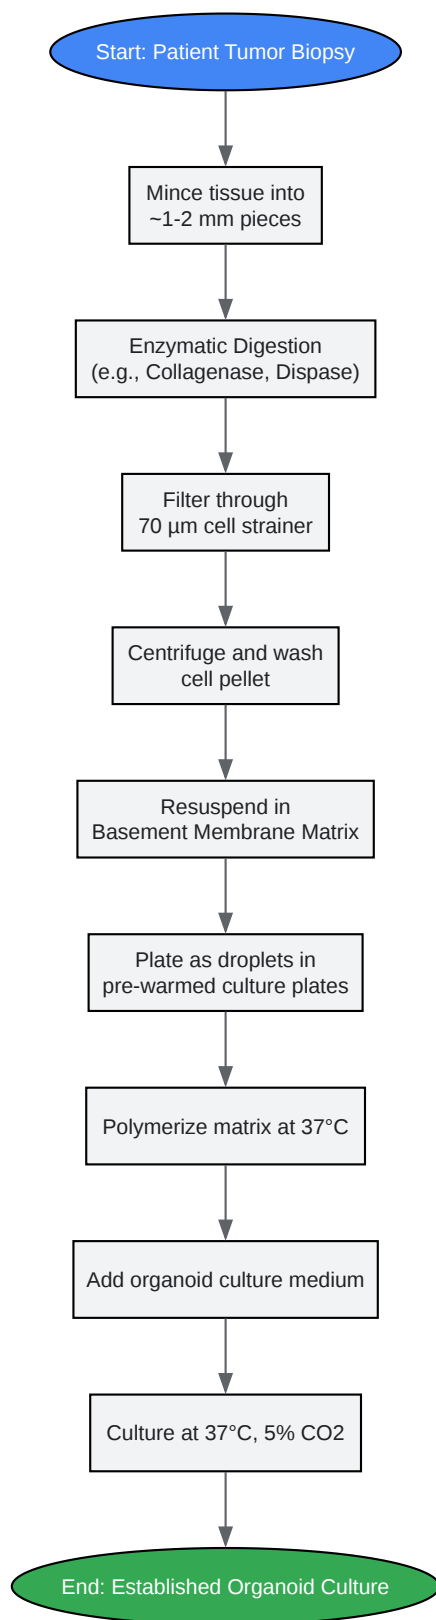 Start: Patient Tumor Biopsy
Mince tissue into
~1-2 mm pieces
Enzymatic Digestion
(e.g., Collagenase, Dispase)
Filter through
70 µm cell strainer
Centrifuge and wash
cell pellet
Resuspend in
Basement Membrane Matrix
Plate as droplets in
pre-warmed culture plates
Polymerize matrix at 37°C
Add organoid culture medium
Culture at 37°C, 5% CO2
End: Established Organoid Culture